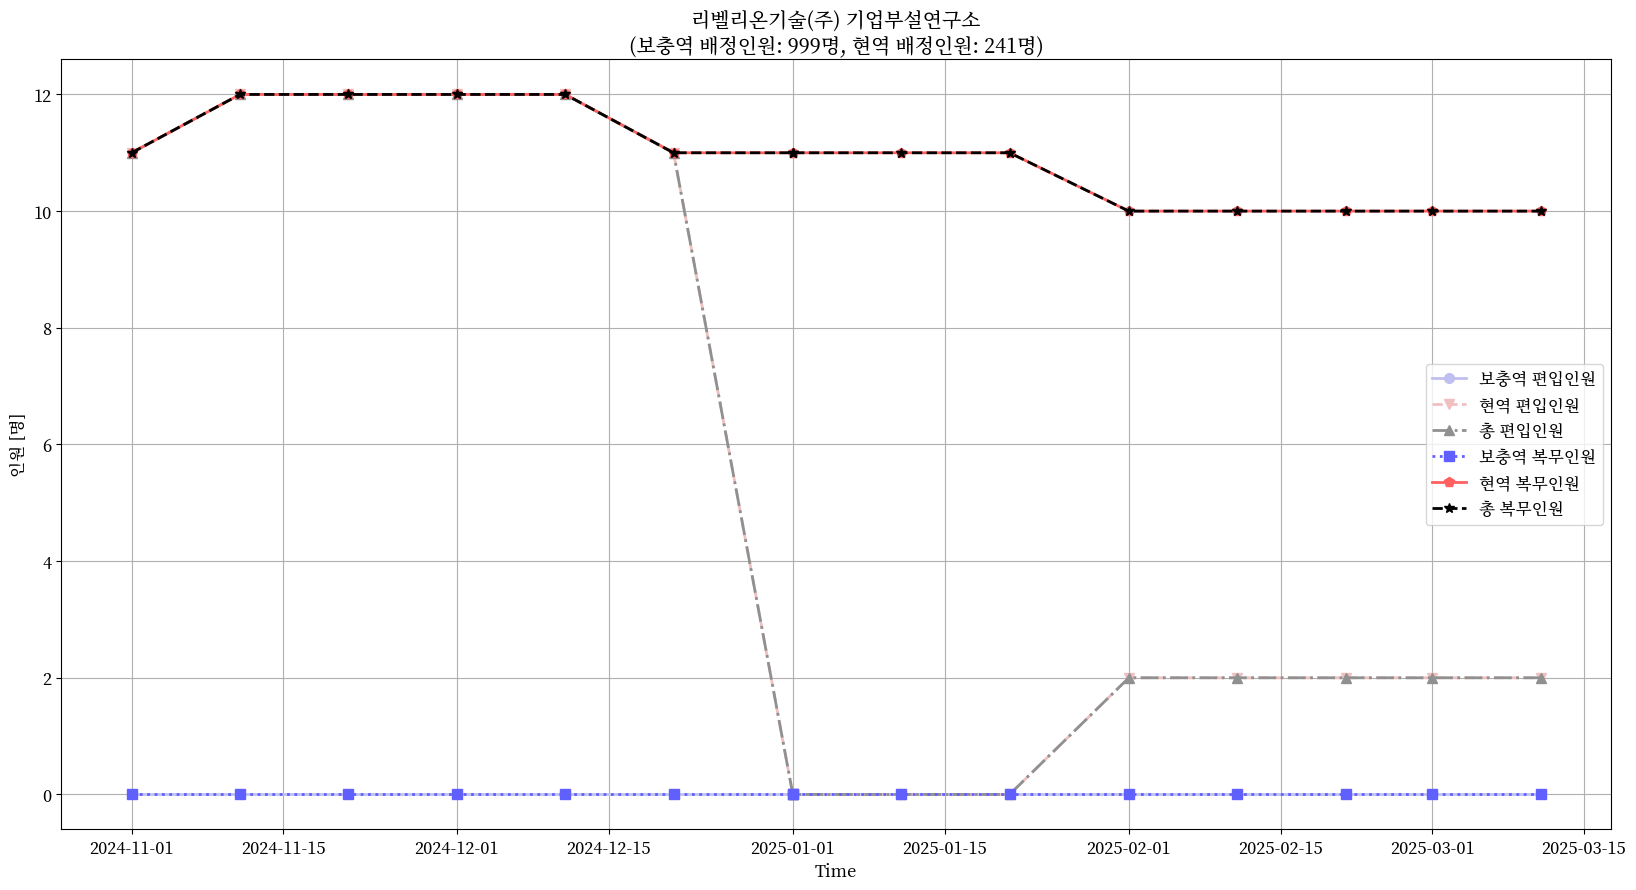 리벨리온기술(주) 기업부설연구소
(보충역 배정인원: 999명, 현역 배정인원: 241명)
인원 [명]
12
10
8
6
4
2
0
보충역 편입인원
현역 편입인원
총 편입인원
보충역 복무인원
현역 복무인원
총 복무인원
2024-11-01
2024-11-15
2024-12-01
2024-12-15
2025-01-01
2025-01-15
2025-02-01
2025-02-15
2025-03-01
2025-03-15
Time